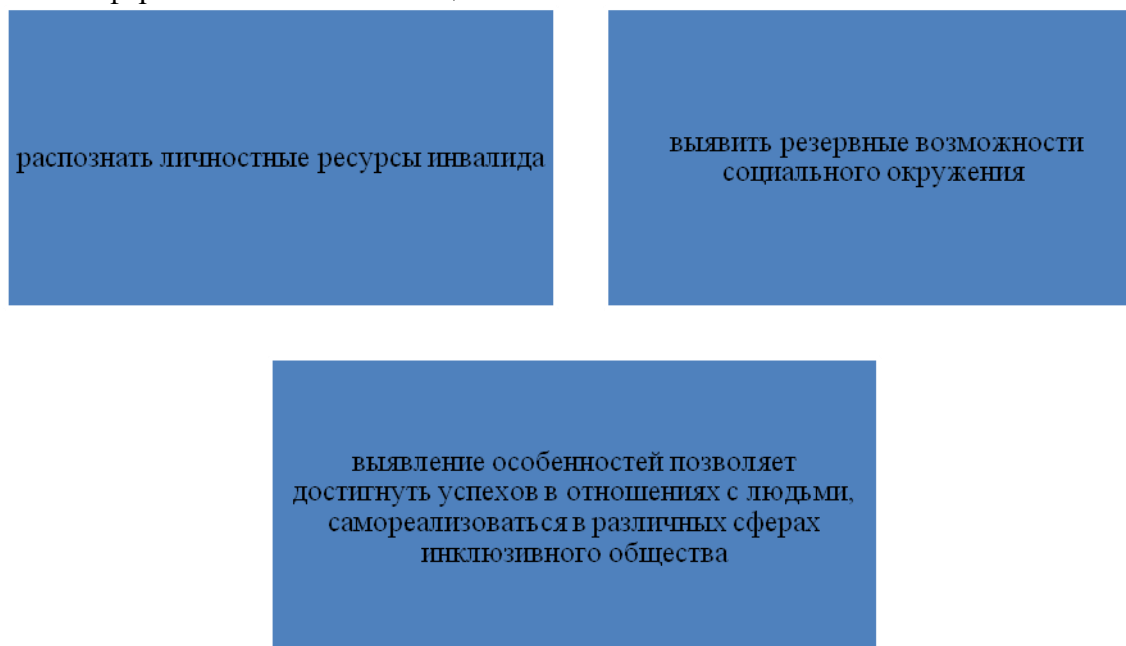 распознать личностные ресурсы инвалида
выявить резервные возможности
социального окружения
выявление особенностей позволяет
достигнуть успехов в отношениях с людьми,
самореализоваться в различных сферах
инклюзивного общества